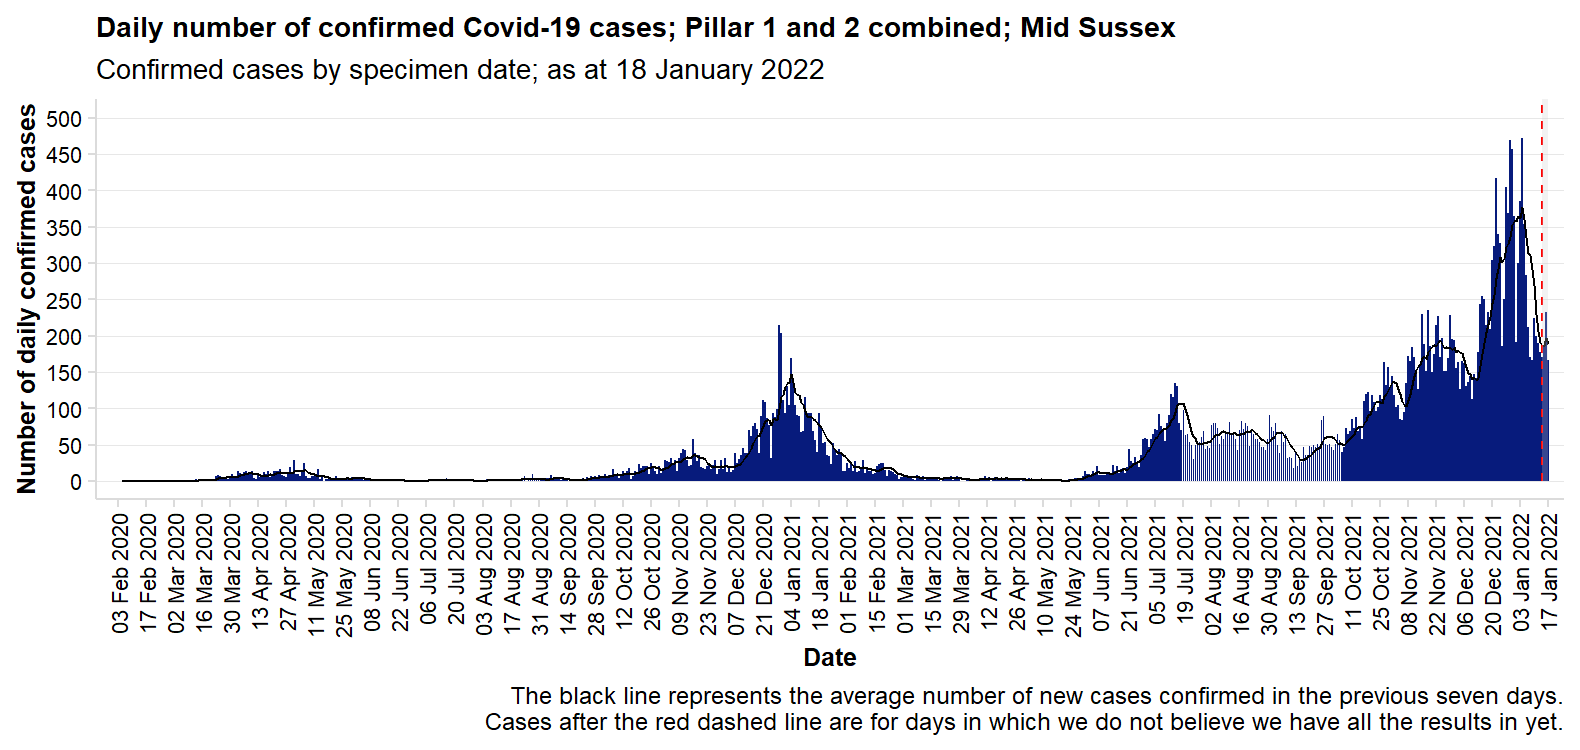 Daily number of confirmed Covid-19 cases; Pillar 1 and 2 combined; Mid Sussex
Confirmed cases by specimen date; as at 18 January 2022
Number of daily confirmed cases
500
450
400
350
300
250
200
150
100
50
0
03 Feb 2020
17 Feb 2020
02 Mar 2020
16 Mar 2020
30 Mar 2020
13 Apr 2020
27 Apr 2020
11 May 2020
25 May 2020
08 Jun 2020
22 Jun 2020
06 Jul 2020
20 Jul 2020
03 Aug 2020
17 Aug 2020
31 Aug 2020
14 Sep 2020
28 Sep 2020
12 Oct 2020
26 Oct 2020
09 Nov 2020
23 Nov 2020
07 Dec 2020
21 Dec 2020
04 Jan 2021
18 Jan 2021
01 Feb 2021
15 Feb 2021
01 Mar 2021
15 Mar 2021
29 Mar 2021
12 Apr 2021
26 Apr 2021
10 May 2021
24 May 2021
07 Jun 2021
21 Jun 2021
05 Jul 2021
19 Jul 2021
02 Aug 2021
16 Aug 2021
30 Aug 2021
13 Sep 2021
27 Sep 2021
11 Oct 2021
25 Oct 2021
08 Nov 2021
22 Nov 2021
06 Dec 2021
20 Dec 2021
03 Jan 2022
17 Jan 2022
Date
The black line represents the average number of new cases confirmed in the previous seven days.
Cases after the red dashed line are for days in which we do not believe we have all the results in yet.